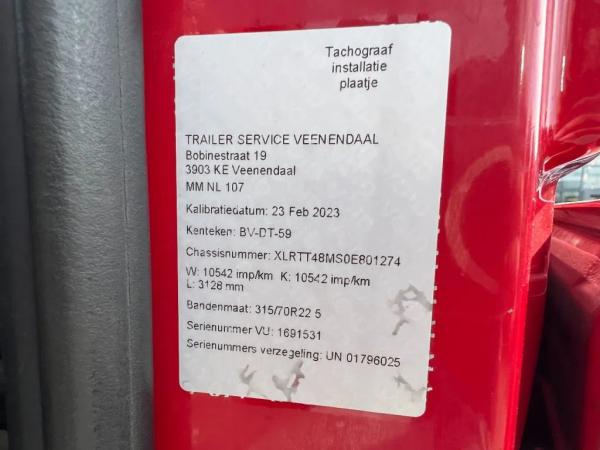 Tachograaf
installatie
plaatje
TRAILER SERVICE VEENENDAAL
Bobinestraat 19
3903 KE Veenendaal
MM NL 107
Kalibratiedatum: 23 Feb 2023
Kenteken: BV-DT-59
Chassisnummer: XLRTT48MS0E801274
W: 10542 imp/km K: 10542 imp/km
L: 3128 mm
Bandenmaat: 315/70R22 5
Serienummer VU: 1691531
Serienummers verzegeling: UN 01796025